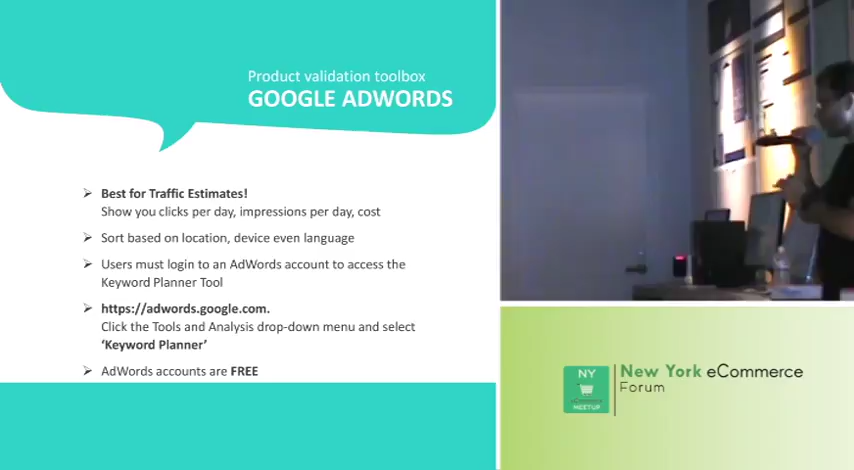 Product validation toolbox
GOOGLE ADWORDS
Best for Traffic Estimates!
Show you clicks per day, impressions per day, cost
Sort based on location, device even language
Users must login to an AdWords account to access the
Keyword Planner Tool
https://adwords.google.com.
Click the Tools and Analysis drop-down menu and select
‘Keyword Planner’
AdWords accounts are FREE
NY
eCommerce
MEETUP
New York eCommerce
Forum